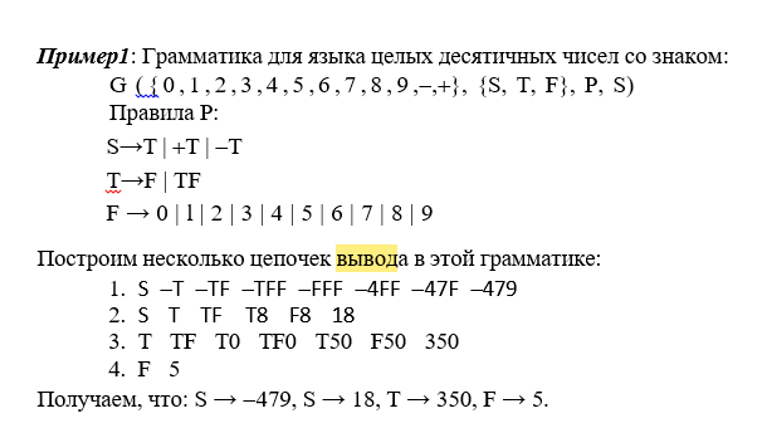 Пример1: Грамматика для языка целых десятичных чисел со знаком:
G ({0,1,2,3,4,5,6,7,8,9,–,+}, {S, T, F}, P, S)
Правила P:
S→T | +T | –T
T→F | TF
F → 0 | 1 | 2 | 3 | 4 | 5 | 6 | 7 | 8 | 9
Построим несколько цепочек вывода в этой грамматике:
1. S –T –TF –TFF –FFF –4FF –47F –479
2. S T TF T8 F8 18
3. T TF T0 TF0 T50 F50 350
4. F 5
Получаем, что: S → –479, S → 18, T → 350, F → 5.